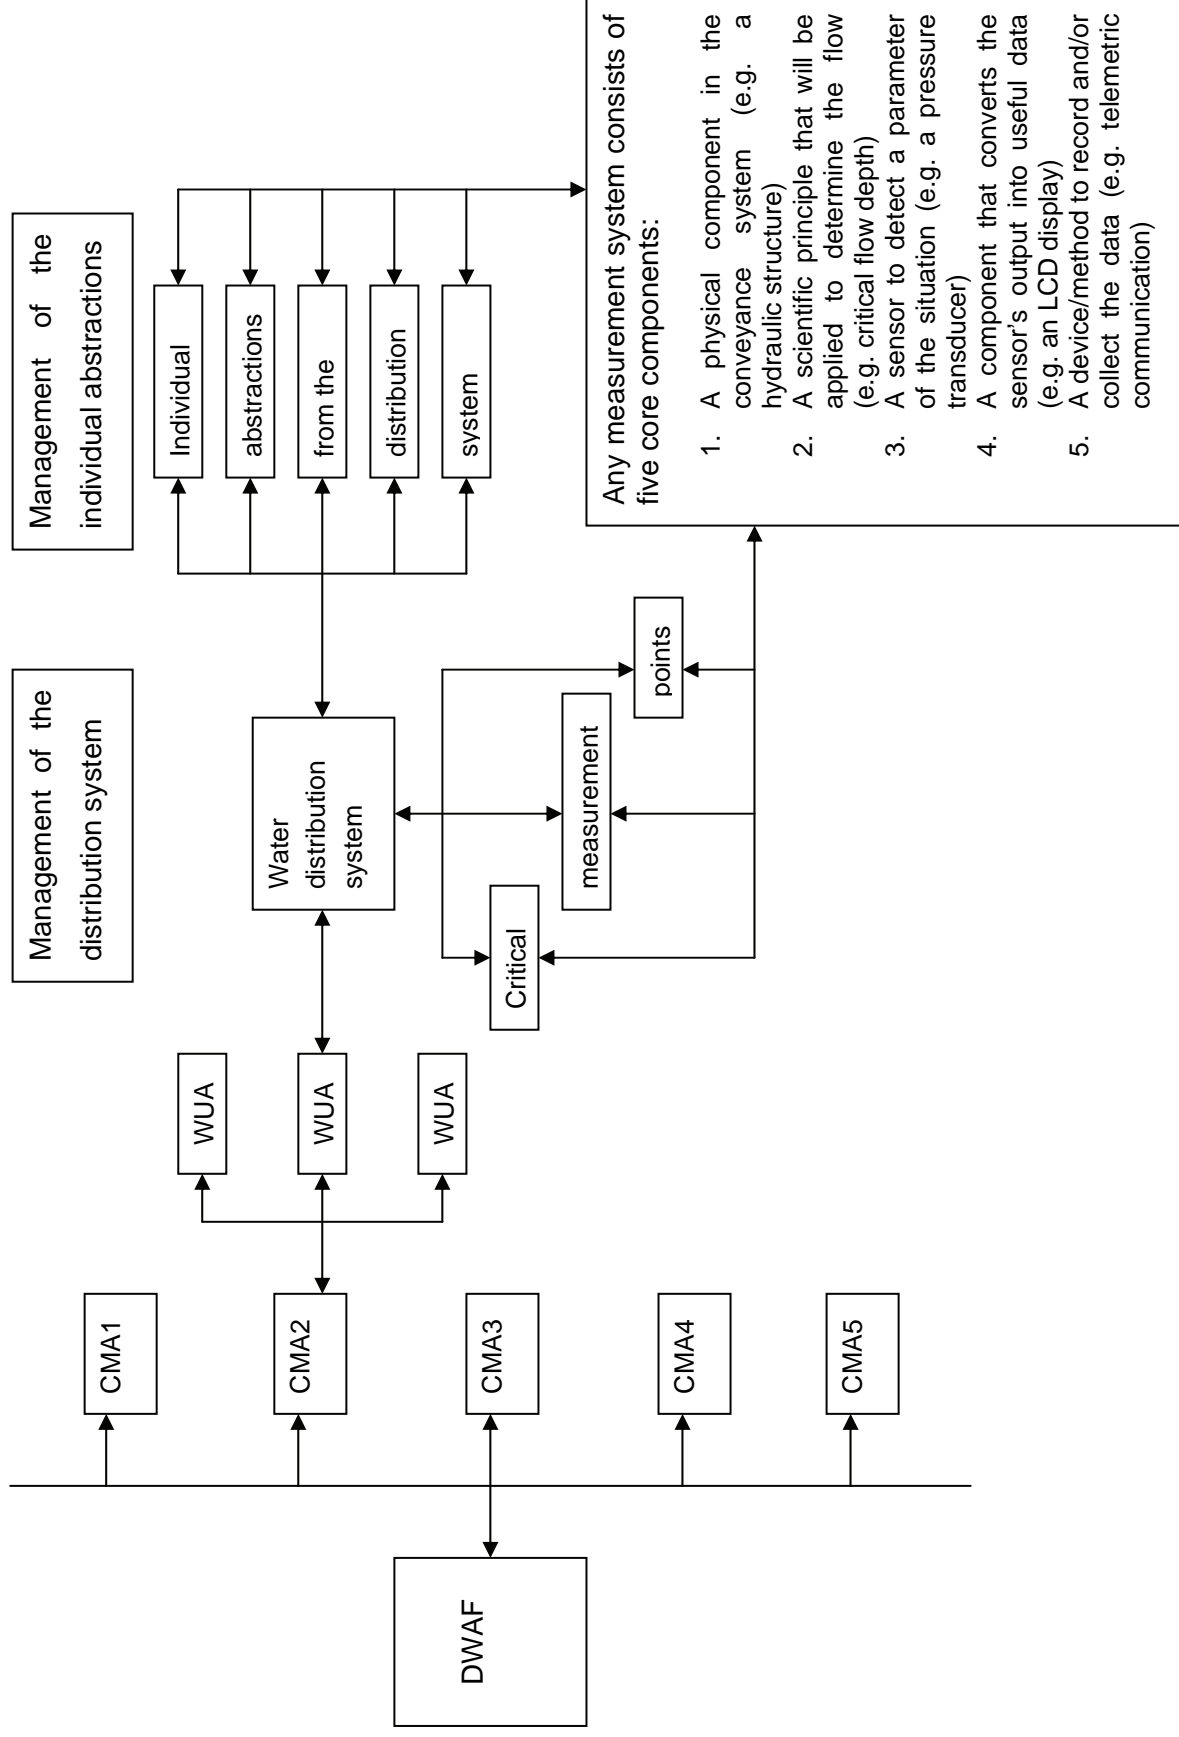 DWAF
CMA1
CMA2
CMA3
CMA4
CMA5
WUA
WUA
WUA
Management of the
distribution system
Water
distribution
system
Critical
measurement
points
Management of the
individual abstractions
Individual
abstractions
from the
distribution
system
Any measurement system consists of
five core components:
1. A physical component in the
conveyance system (e.g. a
hydraulic structure)
2. A scientific principle that will be
applied to determine the flow
(e.g. critical flow depth)
3. A sensor to detect a parameter
of the situation (e.g. a pressure
transducer)
4. A component that converts the
sensor's output into useful data
(e.g. an LCD display)
5. A device/method to record and/or
collect the data (e.g. telemetric
communication)